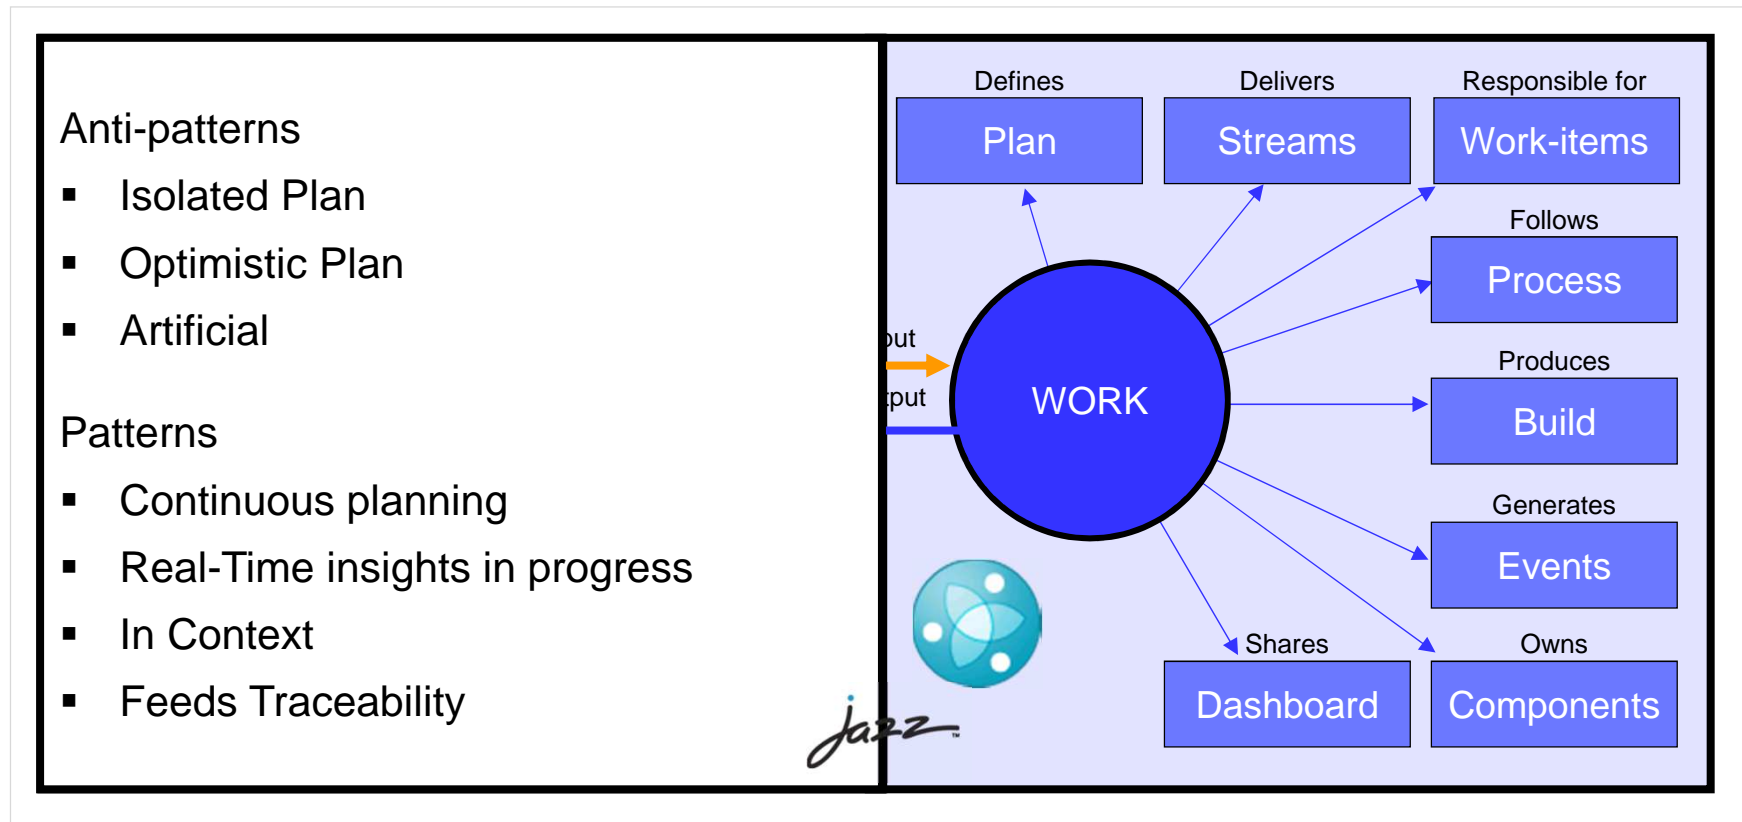 Anti-patterns
▪ Isolated Plan
▪ Optimistic Plan
▪ Artificial
Patterns
▪ Continuous planning
▪ Real-Time insights in progress
▪ In Context
▪ Feeds Traceability
Defines
Plan
Delivers
Streams
Responsible for
Work-items
Follows
Process
Produces
Build
Generates
Events
Owns
Components
Shares
Dashboard
WORK
jazz™